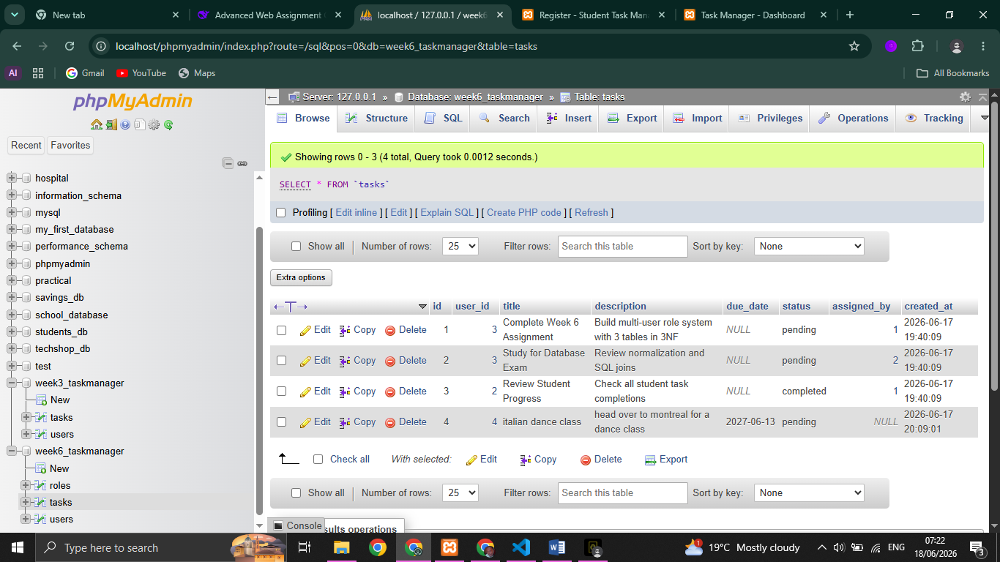 New tab
Advanced Web Assignment
localhost / 127.0.0.1 / week6
Register - Student Task Man
Task Manager - Dashboard
localhost/phpmyadmin/index.php?route=/sql&pos=0&db=week6_taskmanager&table=tasks
AI
Gmail
YouTube
Maps
All Bookmarks
phpMyAdmin
Recent
Favorites
hospital
information_schema
mysql
my_first_database
performance_schema
phpmyadmin
practical
savings_db
school_database
students_db
techshop_db
test
week3_taskmanager
New
tasks
users
week6_taskmanager
New
roles
tasks
users
Server: 127.0.0.1 » Database: week6_taskmanager » Table: tasks
Browse Structure SQL Search Insert Export Import Privileges Operations Tracking
Showing rows 0 - 3 (4 total, Query took 0.0012 seconds.)
SELECT * FROM `tasks`
Profiling [ Edit inline ] [ Edit ] [ Explain SQL ] [ Create PHP code ] [ Refresh ]
Show all Number of rows: 25 Filter rows: Search this table Sort by key: None
Extra options
id user_id title description due_date status assigned_by created_at
Edit Copy Delete 1 3 Complete Week 6 Build multi-user role system NULL pending 1 2026-06-17
Assignment with 3 tables in 3NF 19:40:09
Edit Copy Delete 2 3 Study for Database Review normalization and NULL pending 2 2026-06-17
Exam SQL joins 19:40:09
Edit Copy Delete 3 2 Review Student Check all student task NULL completed 1 2026-06-17
Progress completions 19:40:09
Edit Copy Delete 4 4 italian dance class head over to montreal for a 2027-06-13 pending NULL 2026-06-17
dance class 20:09:01
Check all With selected: Edit Copy Delete Export
Show all Number of rows: 25 Filter rows: Search this table Sort by key: None
Console
sults operations
Type here to search
19°C Mostly cloudy
ENG
07:22
18/06/2026
1
3